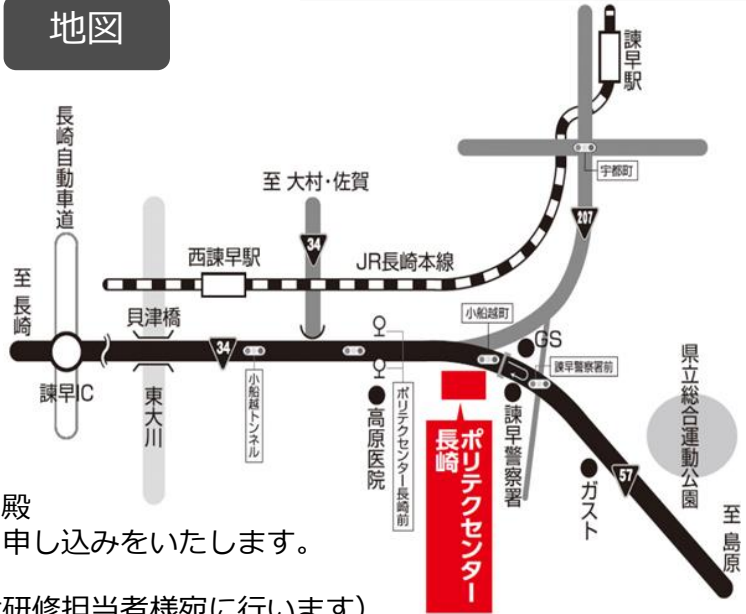 地図
諫早駅
長崎自動車道
宇都町
至 大村・佐賀
207
34
西諫早駅
JR長崎本線
至 長崎
貝津橋
小船越町
GS
34
諫早警察署前
県立総合運動公園
諫早IC
東大川
小船越トンネル
高原医院
ポリテクセンター長崎前
ポリテクセンター
長崎
諫早警察署
ガスト
57
至 島原
殿
申し込みをいたします。
研修担当者様宛に行います)